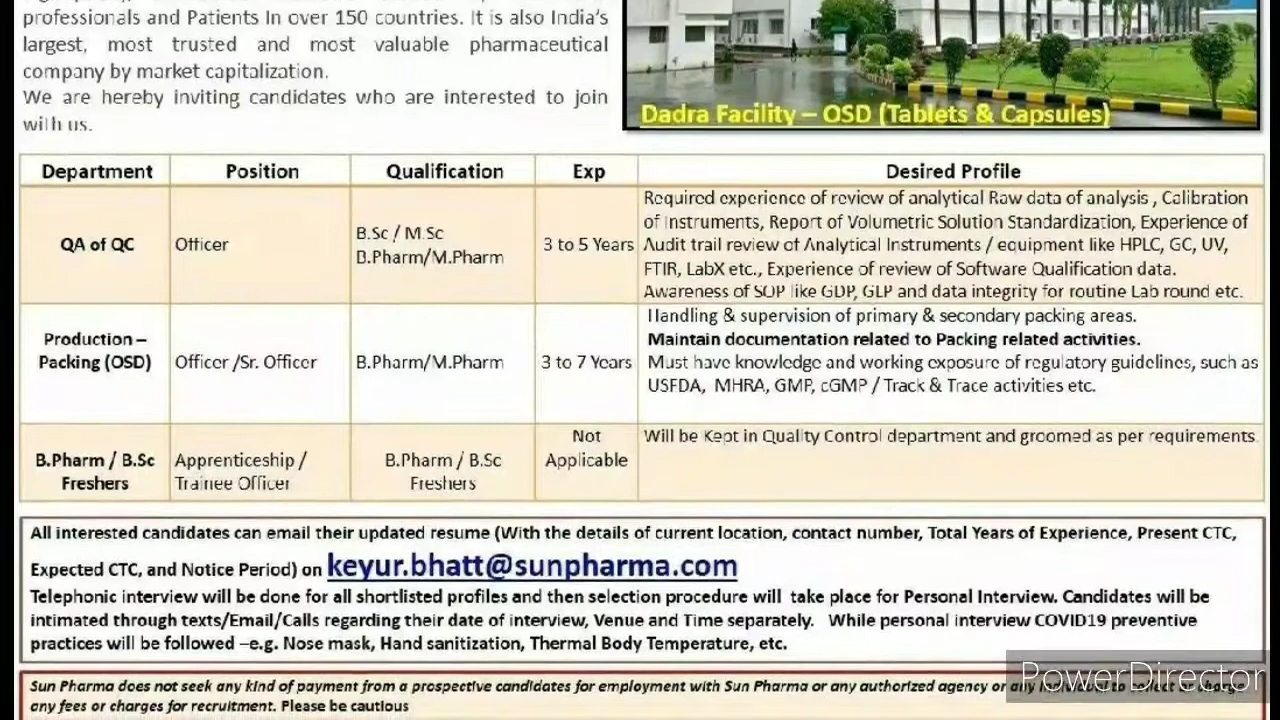 professionals and Patients In over 150 countries. It is also India's
largest, most trusted and most valuable pharmaceutical
company by market capitalization.
We are hereby inviting candidates who are interested to join
with us.
Dadra Facility – OSD (Tablets & Capsules)
Department Position Qualification Exp Desired Profile
QA of QC Officer B.Sc / M.Sc
B.Pharm/M.Pharm 3 to 5 Years
Required experience of review of analytical Raw data of analysis , Calibration
of Instruments, Report of Volumetric Solution Standardization, Experience of
Audit trail review of Analytical Instruments / equipment like HPLC, GC, UV,
FTIR, LabX etc., Experience of review of Software Qualification data.
Awareness of SOP like GDP, GLP and data integrity for routine Lab round etc.
Production –
Packing (OSD) Officer /Sr. Officer B.Pharm/M.Pharm 3 to 7 Years
Handling & supervision of primary & secondary packing areas.
Maintain documentation related to Packing related activities.
Must have knowledge and working exposure of regulatory guidelines, such as
USFDA, MHRA, GMP, cGMP / Track & Trace activities etc.
B.Pharm / B.Sc
Freshers
Apprenticeship /
Trainee Officer
B.Pharm / B.Sc
Freshers
Not
Applicable
Will be Kept in Quality Control department and groomed as per requirements.
All interested candidates can email their updated resume (With the details of current location, contact number, Total Years of Experience, Present CTC,
Expected CTC, and Notice Period) on keyur.bhatt@sunpharma.com
Telephonic interview will be done for all shortlisted profiles and then selection procedure will take place for Personal Interview. Candidates will be
intimated through texts/Email/Calls regarding their date of interview, Venue and Time separately. While personal interview COVID19 preventive
practices will be followed –e.g. Nose mask, Hand sanitization, Thermal Body Temperature, etc.
PowerDirector
Sun Pharma does not seek any kind of payment from a prospective candidates for employment with Sun Pharma or any authorized agency or
any fees or charges for recruitment. Please be cautious